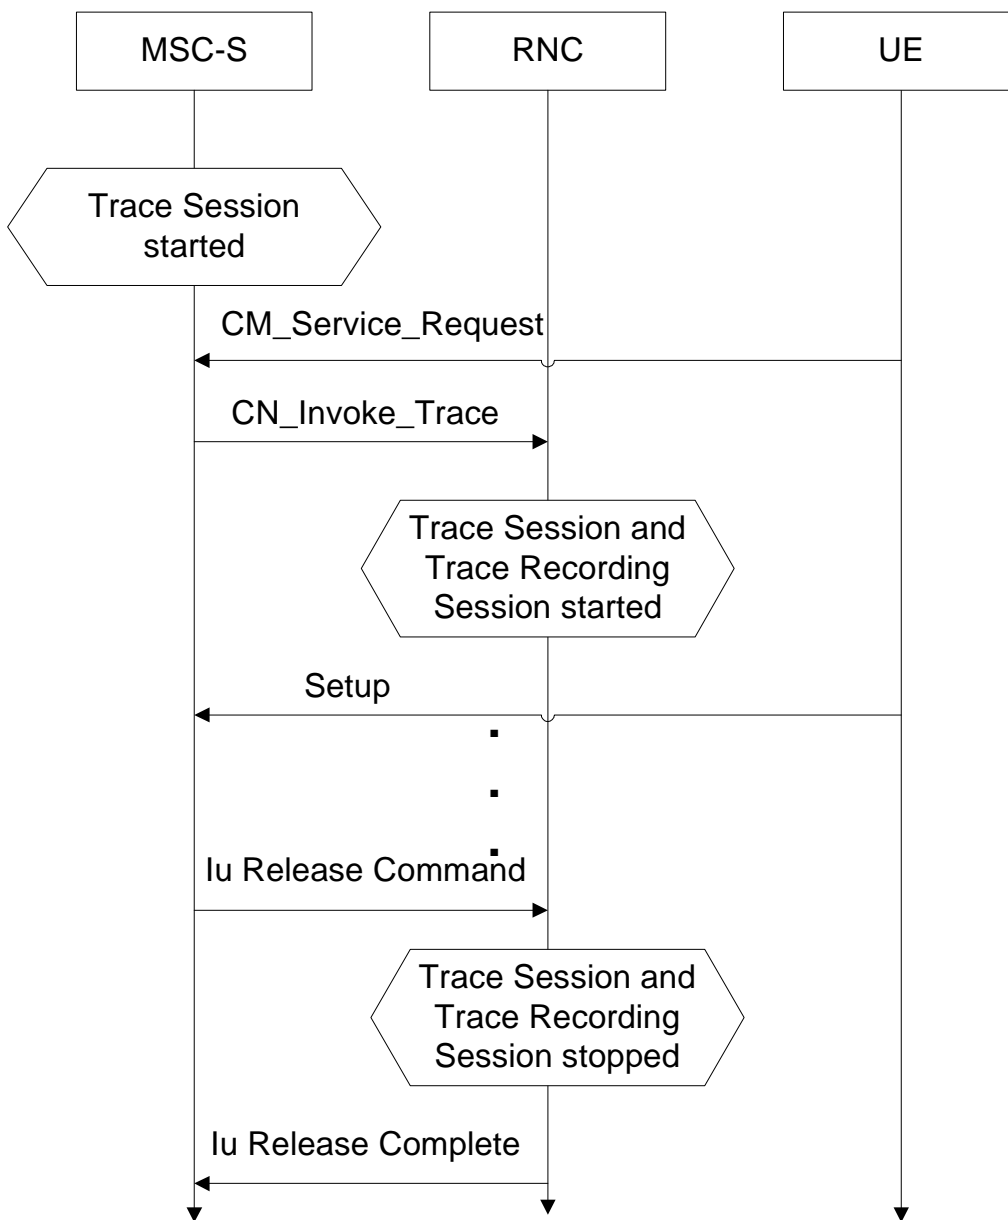 MSC-S
RNC
UE
Trace Session
started
CM_Service_Request
CN_Invoke_Trace
Trace Session and
Trace Recording
Session started
Setup
Iu Release Command
Trace Session and
Trace Recording
Session stopped
Iu Release Complete